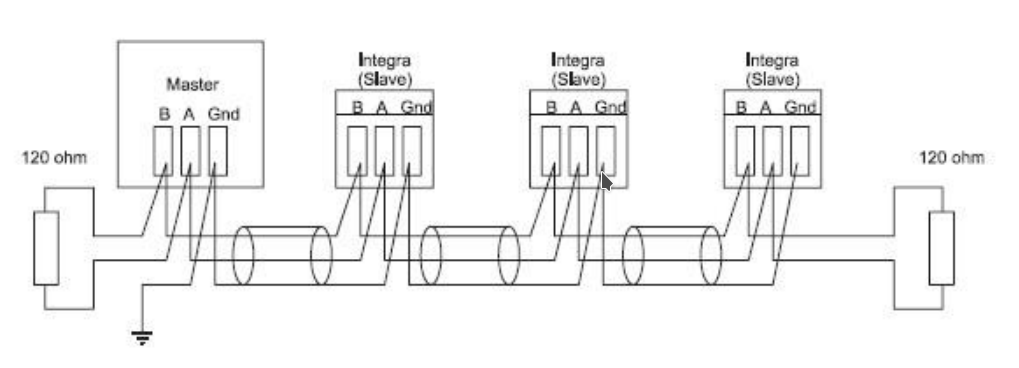 Master
B A Gnd
Integra
(Slave)
B A Gnd
Integra
(Slave)
B A Gnd
Integra
(Slave)
B A Gnd
120 ohm
120 ohm